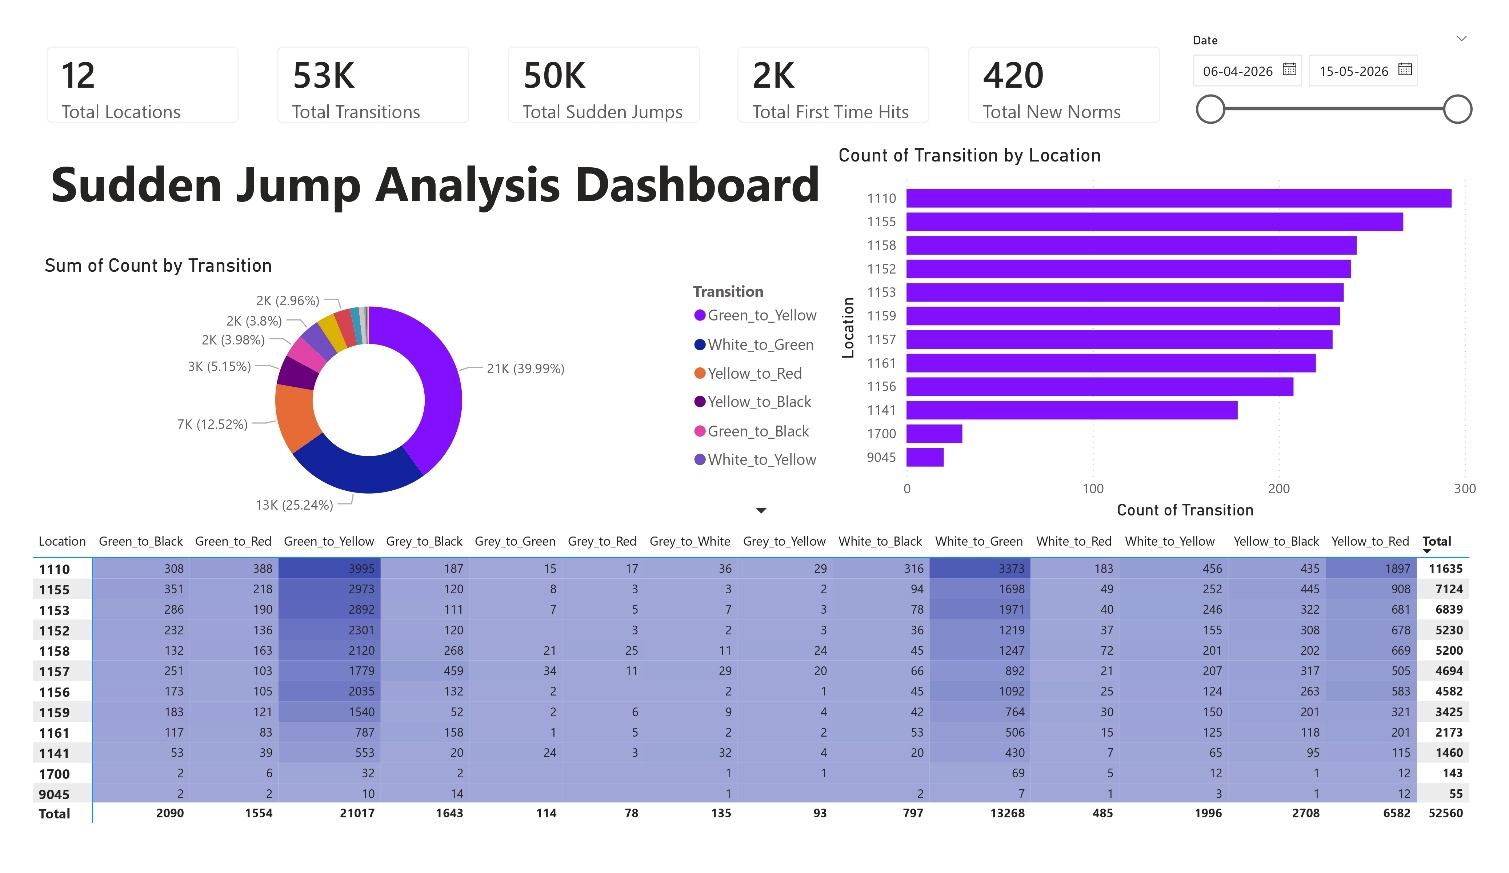 12
Total Locations
53K
Total Transitions
50K
Total Sudden Jumps
2K
Total First Time Hits
420
Total New Norms
Date
06-04-2026 15-05-2026
Sudden Jump Analysis Dashboard
Sum of Count by Transition
2K (2.96%)
2K (3.8%)
2K (3.98%)
3K (5.15%)
7K (12.52%)
13K (25.24%)
21K (39.99%)
Transition
Green_to_Yellow
White_to_Green
Yellow_to_Red
Yellow_to_Black
Green_to_Black
White_to_Yellow
Count of Transition by Location
Location
1110
1155
1158
1152
1153
1159
1157
1161
1156
1141
1700
9045
0 100 200 300
Count of Transition
Location Green_to_Black Green_to_Red Green_to_Yellow Grey_to_Black Grey_to_Green Grey_to_Red Grey_to_White Grey_to_Yellow White_to_Black White_to_Green White_to_Red White_to_Yellow Yellow_to_Black Yellow_to_Red Total
1110 308 388 3995 187 15 17 36 29 316 3373 183 456 435 1897 11635
1155 351 218 2973 120 8 3 3 2 94 1698 49 252 445 908 7124
1153 286 190 2892 111 7 5 7 3 78 1971 40 246 322 681 6839
1152 232 136 2301 120 3 2 3 36 1219 37 155 308 678 5230
1158 132 163 2120 268 21 25 11 24 45 1247 72 201 202 669 5200
1157 251 103 1779 459 34 11 29 20 66 892 21 207 317 505 4694
1156 173 105 2035 132 2 2 1 45 1092 25 124 263 583 4582
1159 183 121 1540 52 2 6 9 4 42 764 30 150 201 321 3425
1161 117 83 787 158 1 5 2 2 53 506 15 125 118 201 2173
1141 53 39 553 20 24 3 32 4 20 430 7 65 95 115 1460
1700 2 6 32 2 1 1 69 5 12 1 12 143
9045 2 2 10 14 1 2 7 1 3 1 12 55
Total 2090 1554 21017 1643 114 78 135 93 797 13268 485 1996 2708 6582 52560